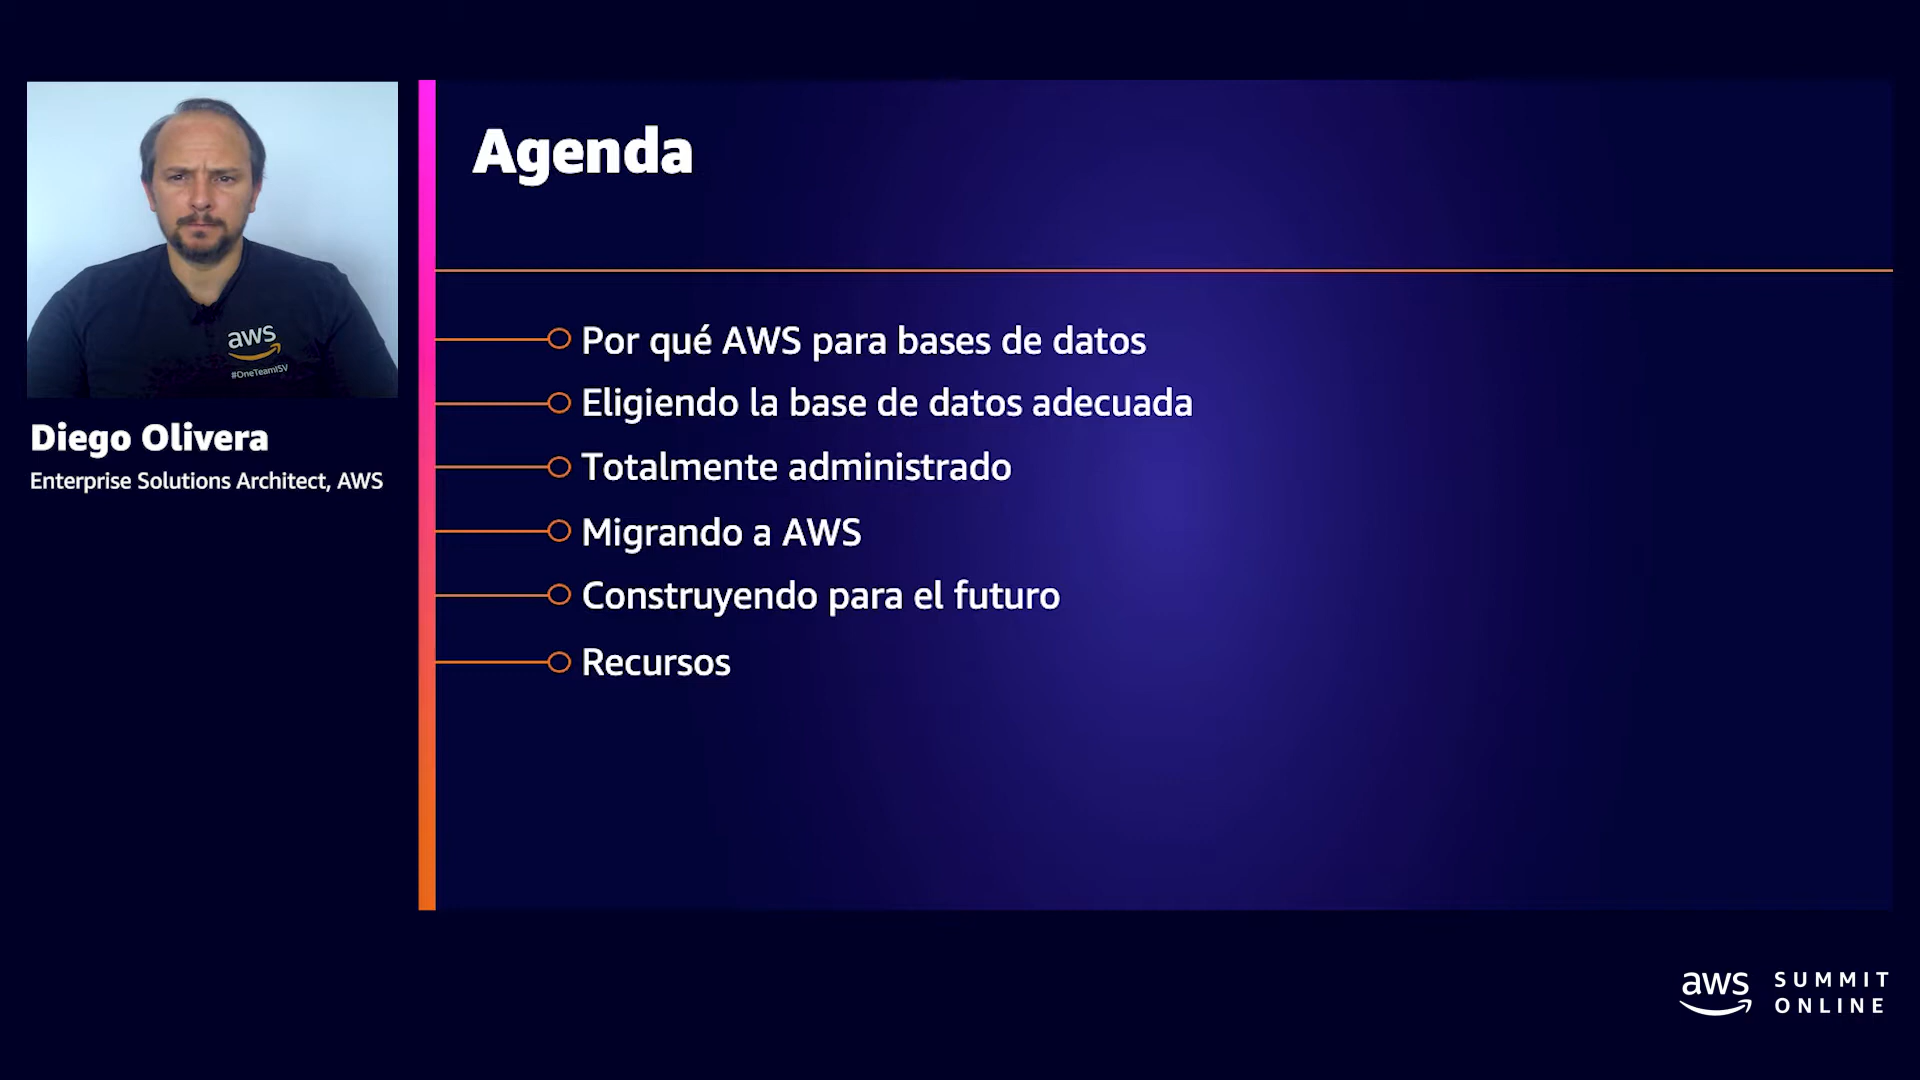 aws
#OneTeamISV
Diego Olivera
Enterprise Solutions Architect, AWS
Agenda
Por qué AWS para bases de datos
Eligiendo la base de datos adecuada
Totalmente administrado
Migrando a AWS
Construyendo para el futuro
Recursos
aws SUMMIT
ONLINE